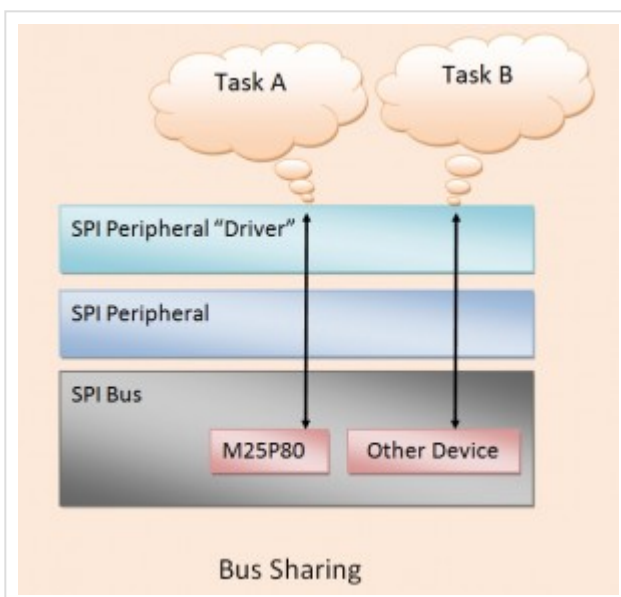 Task A
Task B
SPI Peripheral “Driver”
SPI Peripheral
SPI Bus
M25P80
Other Device
Bus Sharing